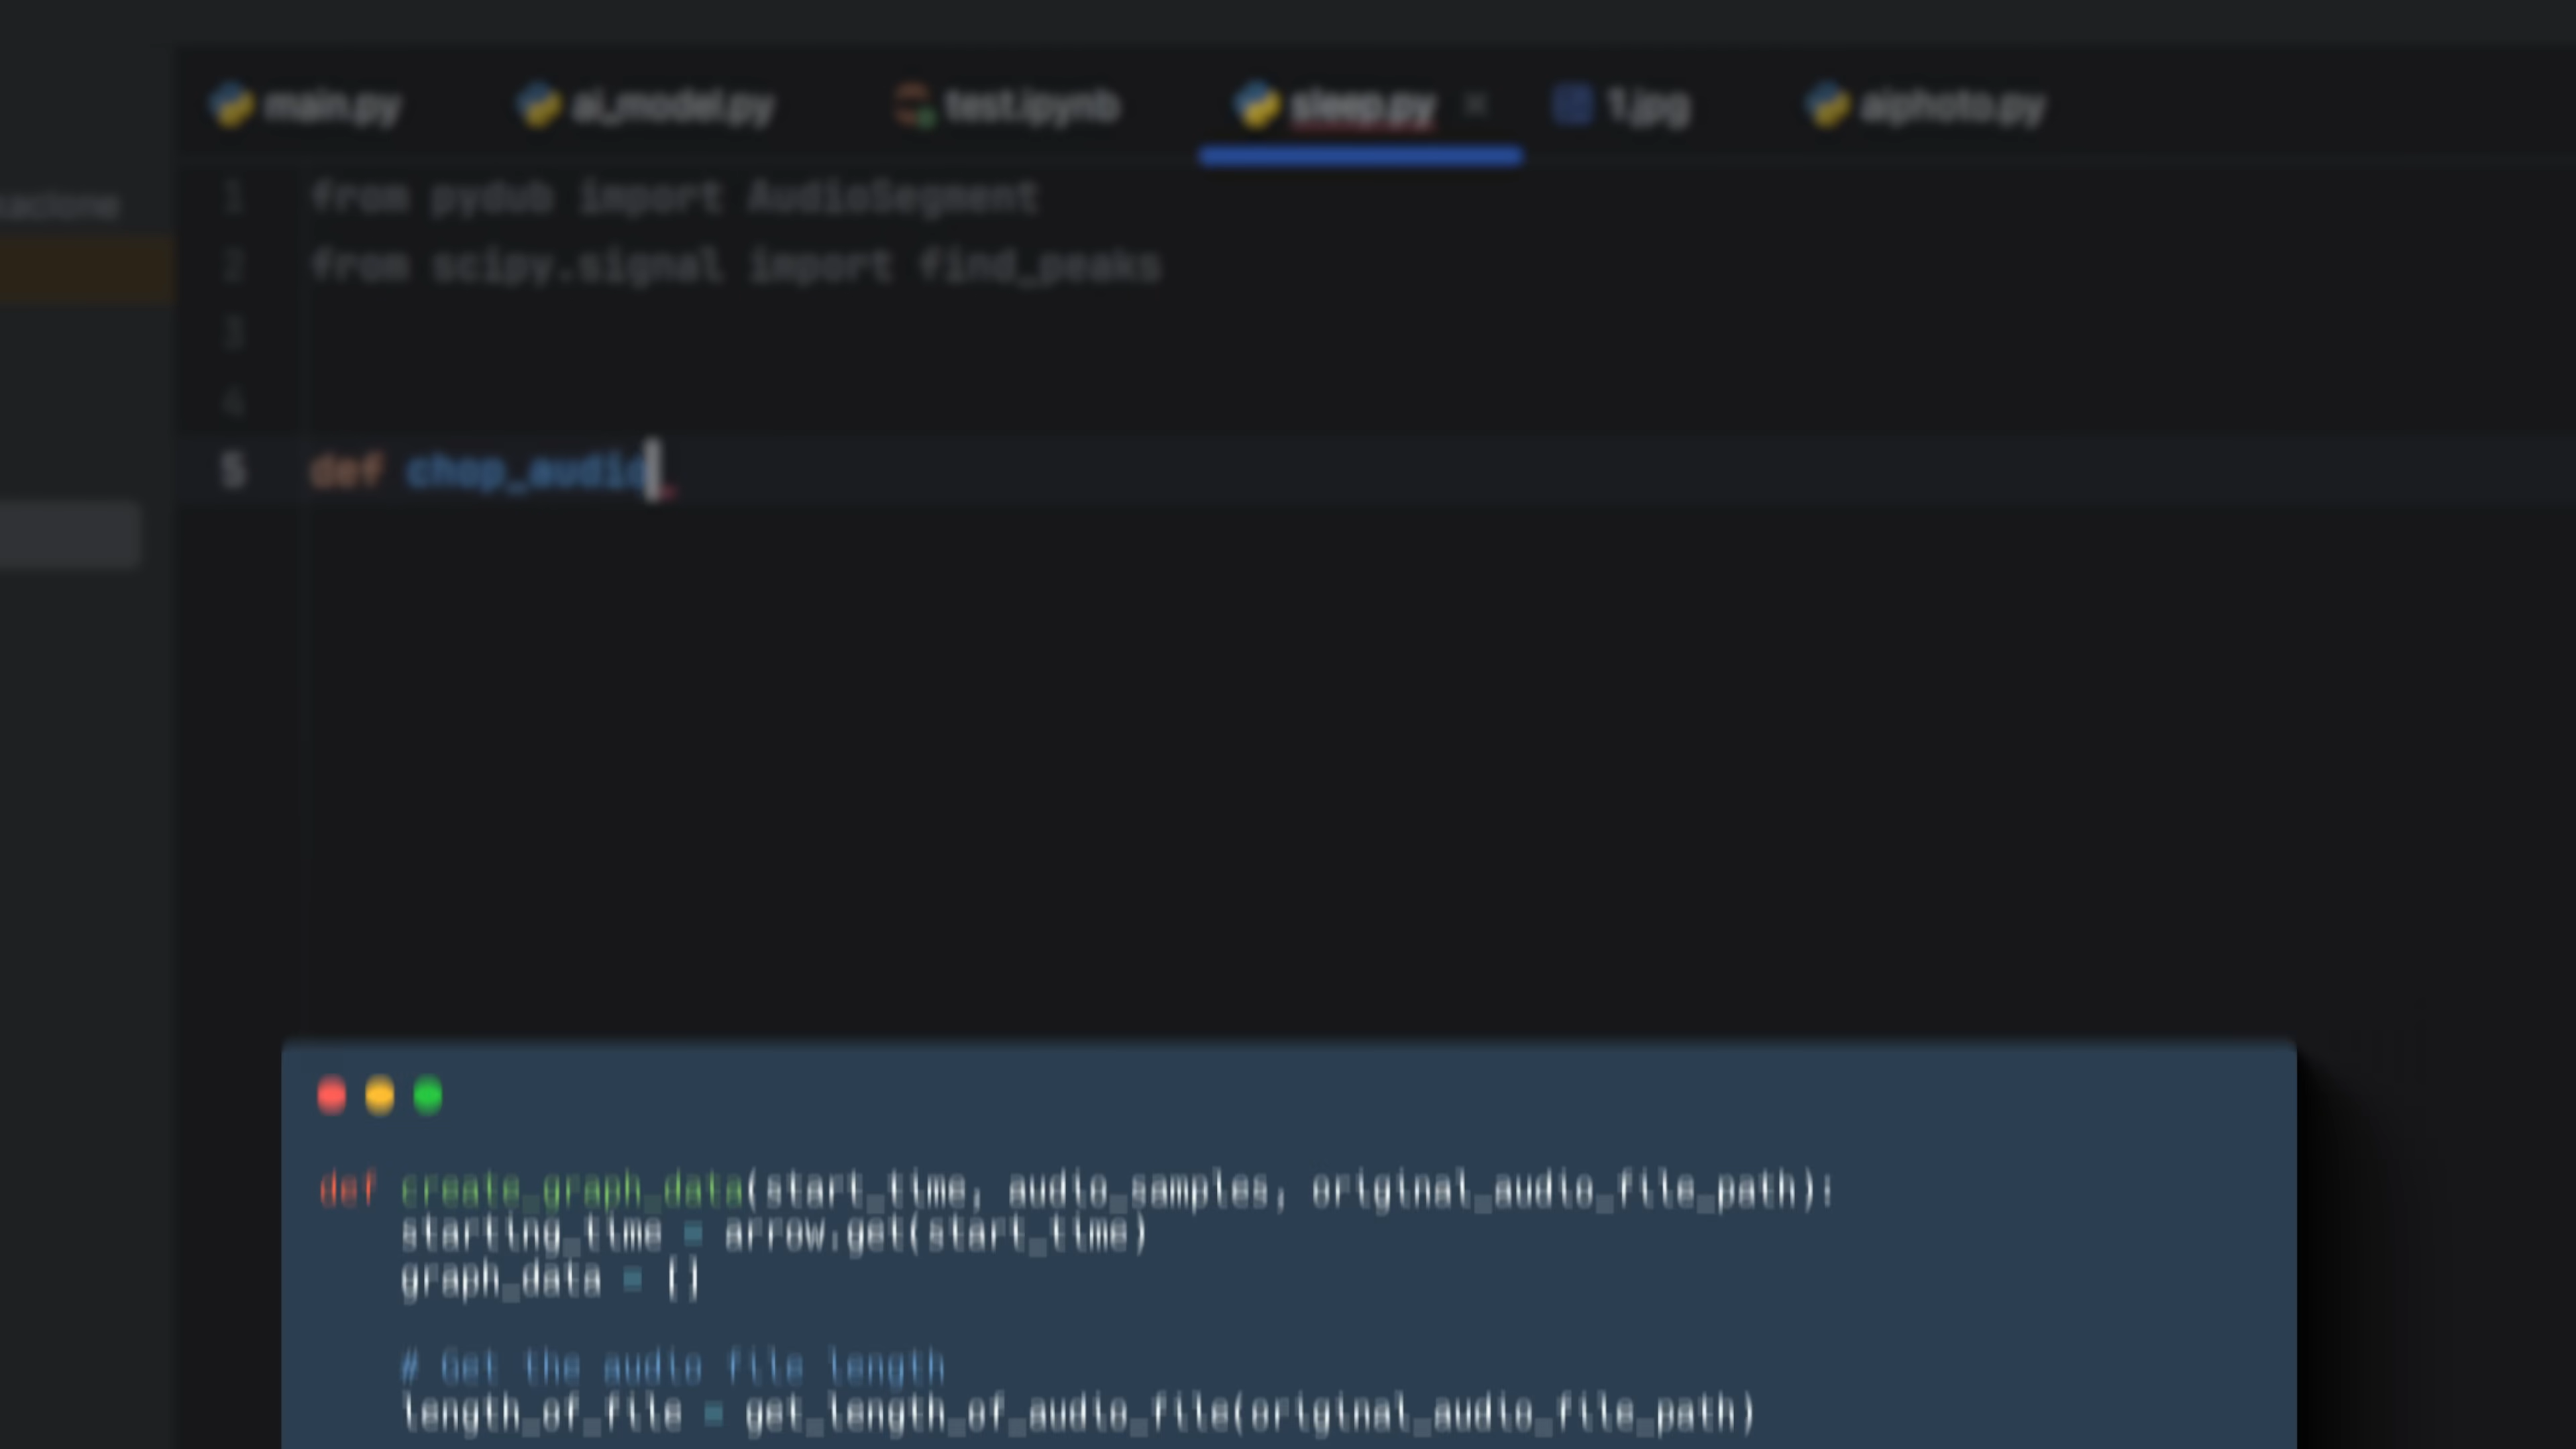 main.py ai_model.py test.ipynb sleep.py × 1.jpg aiphoto.py
1 from pydub import AudioSegment
2 from scipy.signal import find_peaks
3
4
5 def chop_audio
def create_graph_data(start_time, audio_samples, original_audio_file_path):
starting_time = arrow.get(start_time)
graph_data = []
# Get the audio file length
length_of_file = get_length_of_audio_file(original_audio_file_path)